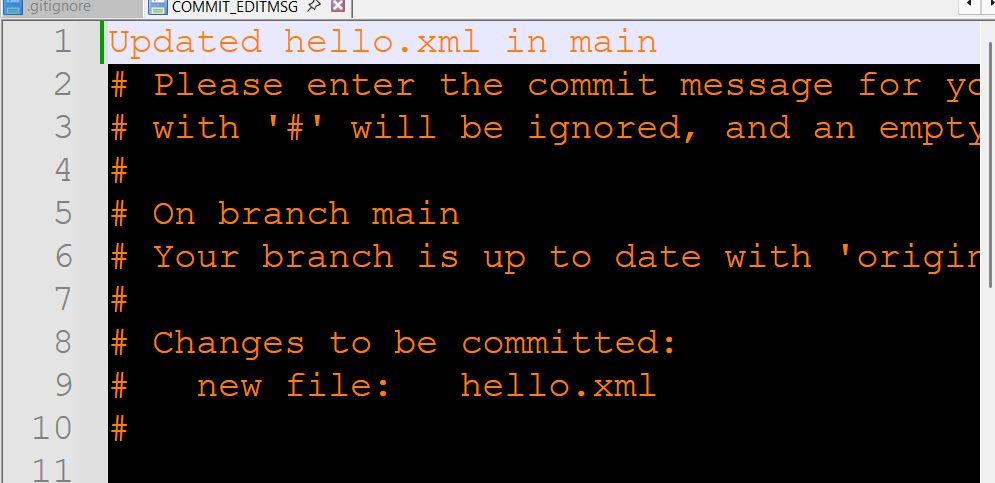 .gitignore
COMMIT_EDITMSG
1 Updated hello.xml in main
2 # Please enter the commit message for
3 # with '#' will be ignored, and an empty
4 #
5 # On branch main
6 # Your branch is up to date with 'origin
7 #
8 # Changes to be committed:
9 # new file: hello.xml
10 #
11